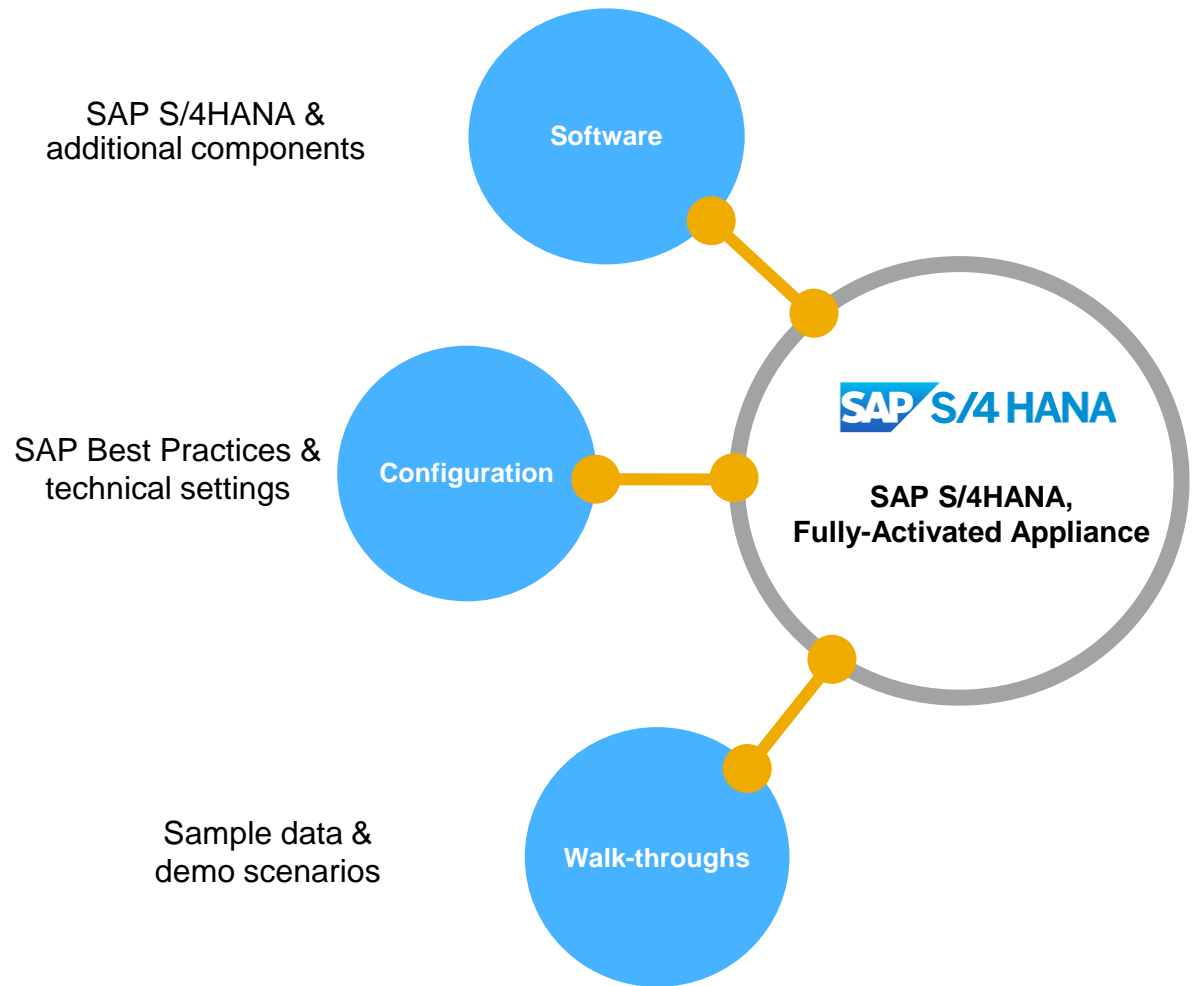 SAP S/4HANA &
additional components
Software
SAP S/4HANA
SAP Best Practices &
technical settings
Configuration
SAP S/4HANA,
Fully-Activated Appliance
Sample data &
demo scenarios
Walk-throughs